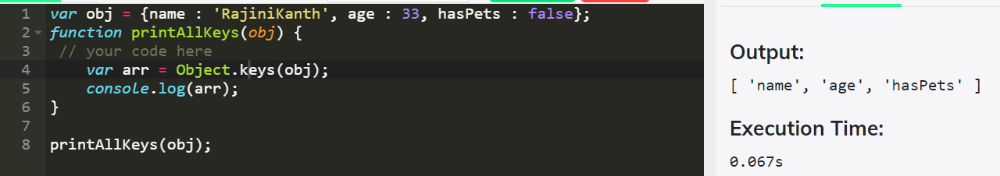 1 var obj = {name : 'RajiniKanth', age : 33, hasPets : false};
2 function printAllKeys(obj) {
3 // your code here
4 var arr = Object.keys(obj);
5 console.log(arr);
6 }
7
8 printAllKeys(obj);
Output:
[ 'name', 'age', 'hasPets' ]
Execution Time:
0.067s